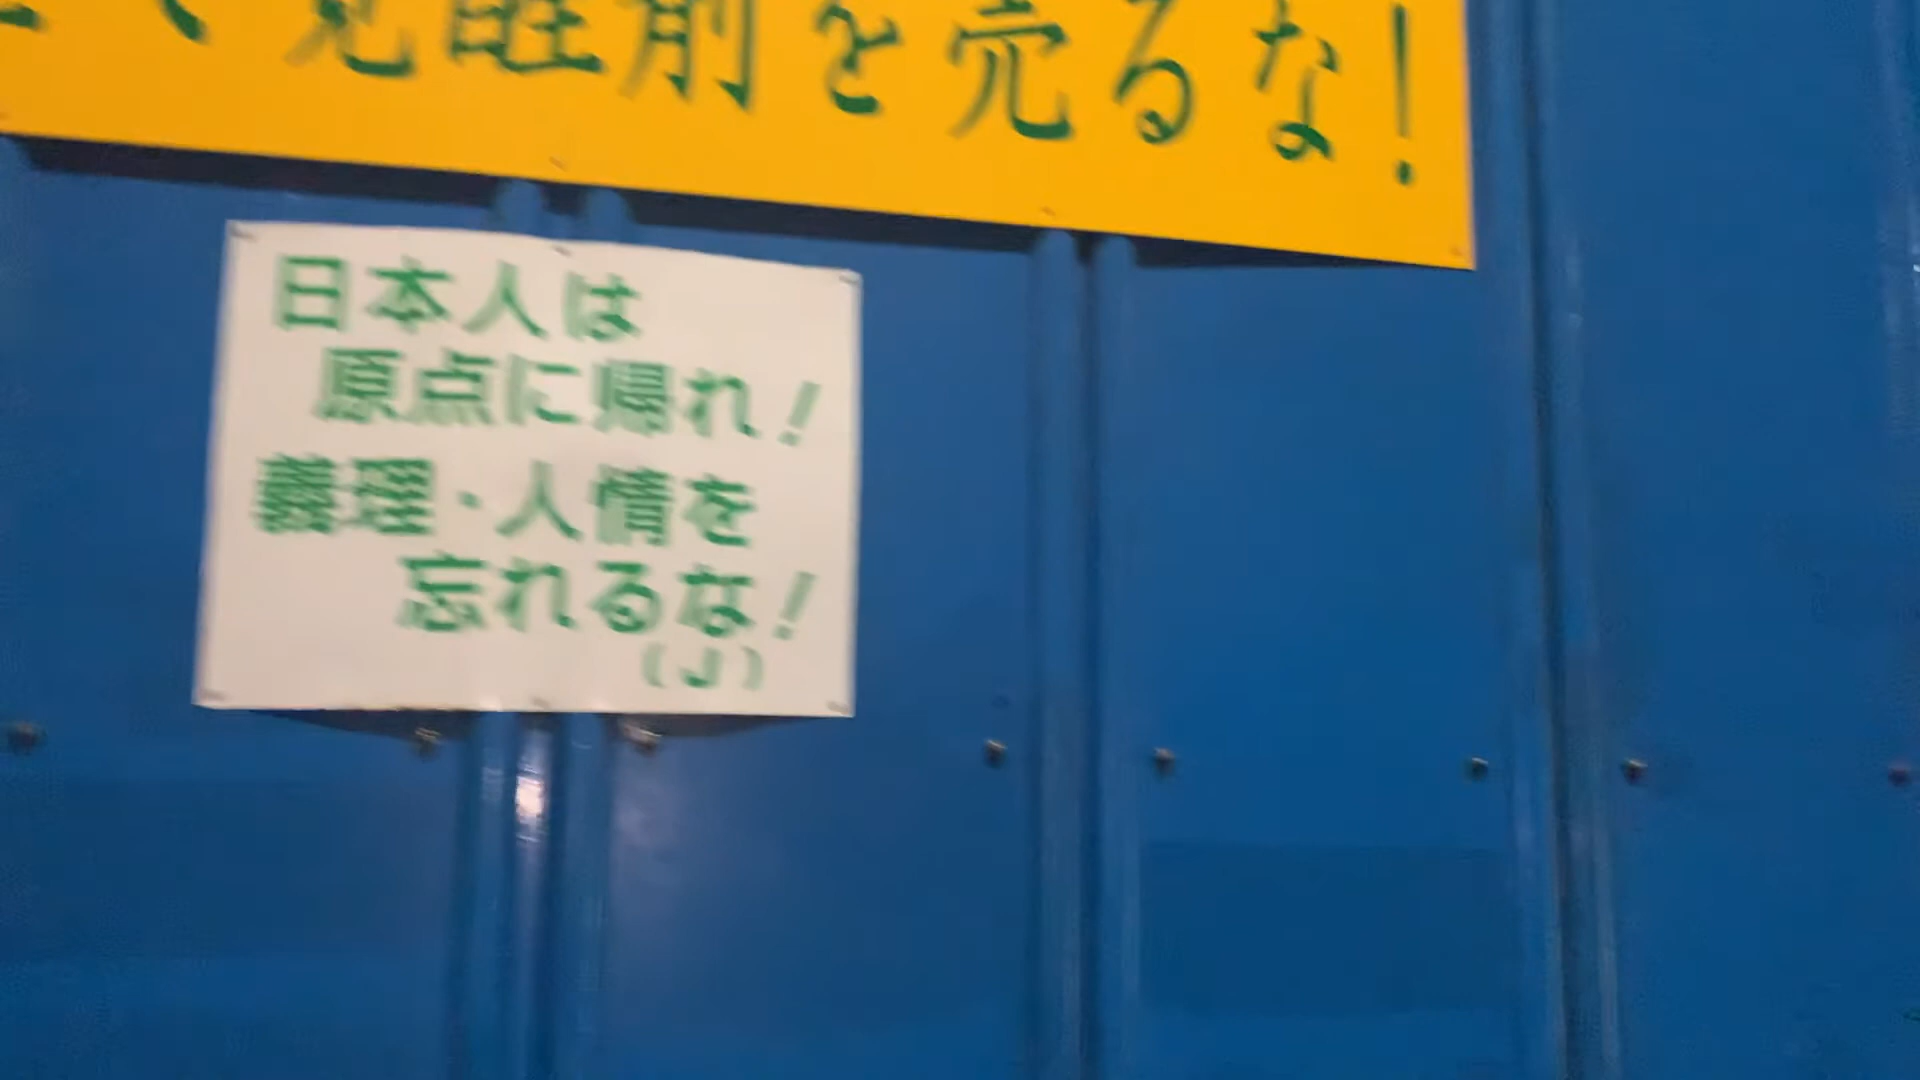 で覚醒剤を売るな!
日本人は
原点に帰れ!
義理・人情を
忘れるな!
(J)